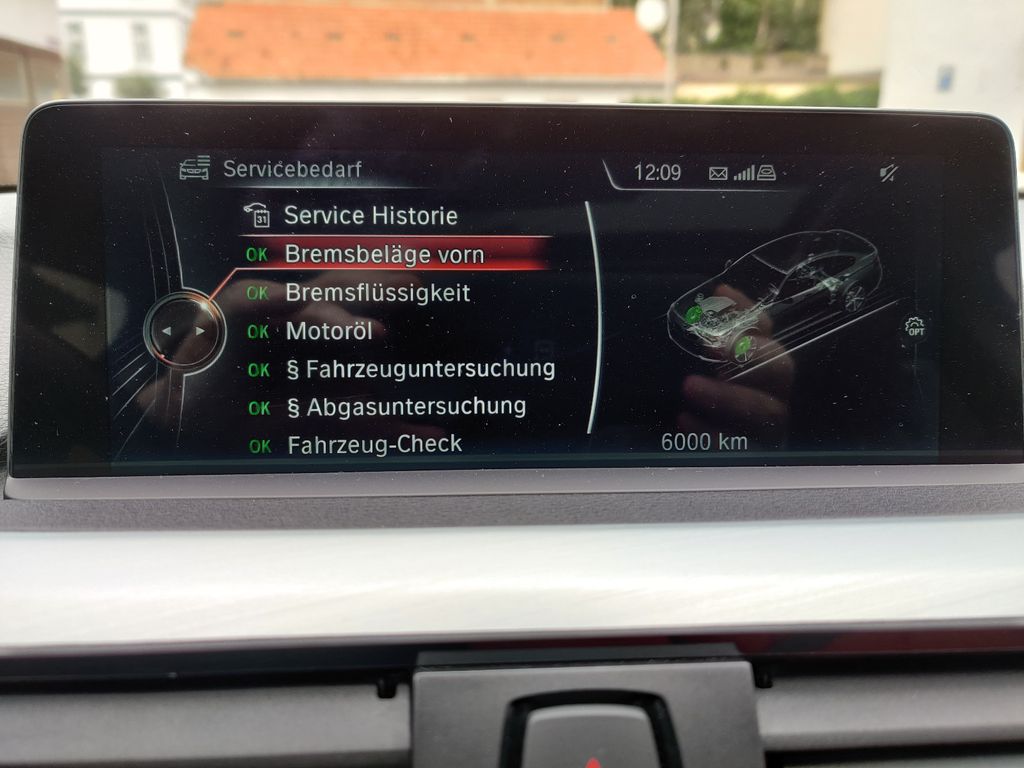 Servicebedarf
12:09
31 Service Historie
OK Bremsbeläge vorn
OK Bremsflüssigkeit
OK Motoröl
OK § Fahrzeuguntersuchung
OK § Abgasuntersuchung
OK Fahrzeug-Check
OPT
6000 km